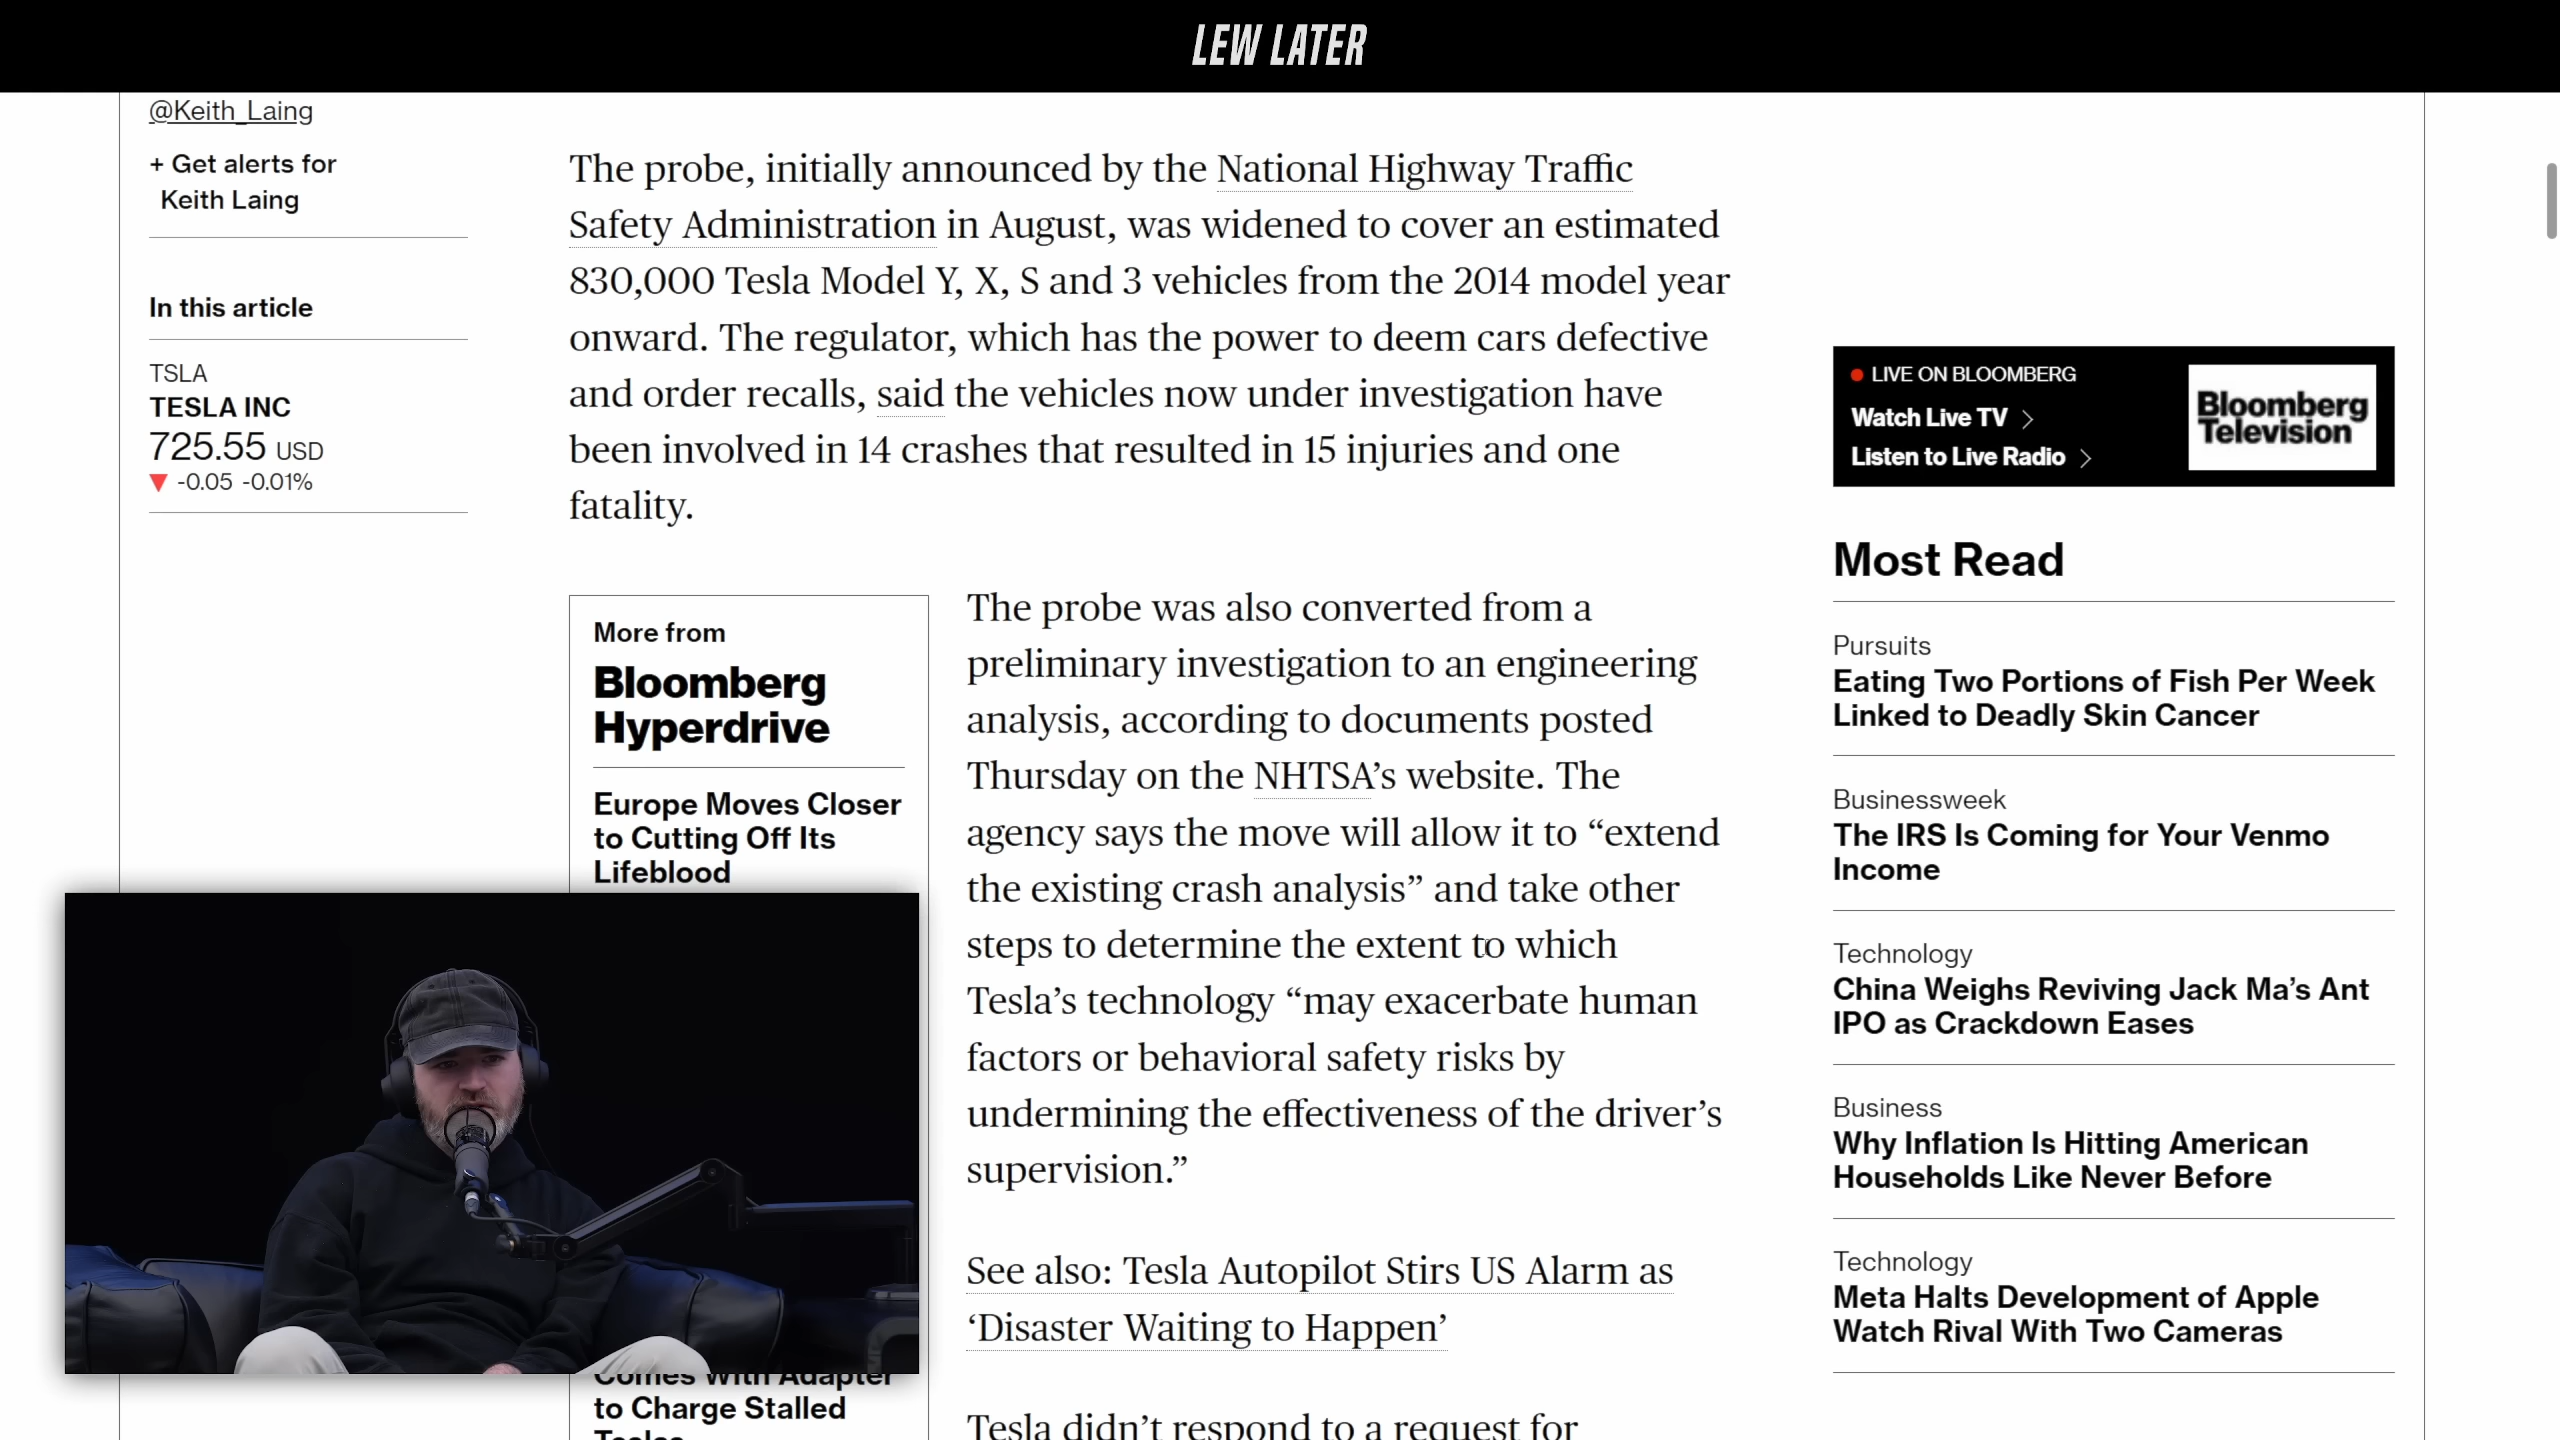 LEW LATER
@Keith_Laing
+ Get alerts for
Keith Laing
In this article
TSLA
TESLA INC
725.55 USD
▼ -0.05 -0.01%
The probe, initially announced by the National Highway Traffic
Safety Administration in August, was widened to cover an estimated
830,000 Tesla Model Y, X, S and 3 vehicles from the 2014 model year
onward. The regulator, which has the power to deem cars defective
and order recalls, said the vehicles now under investigation have
been involved in 14 crashes that resulted in 15 injuries and one
fatality.
More from
Bloomberg
Hyperdrive
Europe Moves Closer
to Cutting Off Its
Lifeblood
Comes With Adapter
to Charge Stalled
Teslas
The probe was also converted from a
preliminary investigation to an engineering
analysis, according to documents posted
Thursday on the NHTSA’s website. The
agency says the move will allow it to “extend
the existing crash analysis” and take other
steps to determine the extent to which
Tesla’s technology “may exacerbate human
factors or behavioral safety risks by
undermining the effectiveness of the driver’s
supervision.”
See also: Tesla Autopilot Stirs US Alarm as
‘Disaster Waiting to Happen’
Tesla didn’t respond to a request for
LIVE ON BLOOMBERG
Watch Live TV >
Listen to Live Radio >
Bloomberg
Television
Most Read
Pursuits
Eating Two Portions of Fish Per Week
Linked to Deadly Skin Cancer
Businessweek
The IRS Is Coming for Your Venmo
Income
Technology
China Weighs Reviving Jack Ma’s Ant
IPO as Crackdown Eases
Business
Why Inflation Is Hitting American
Households Like Never Before
Technology
Meta Halts Development of Apple
Watch Rival With Two Cameras